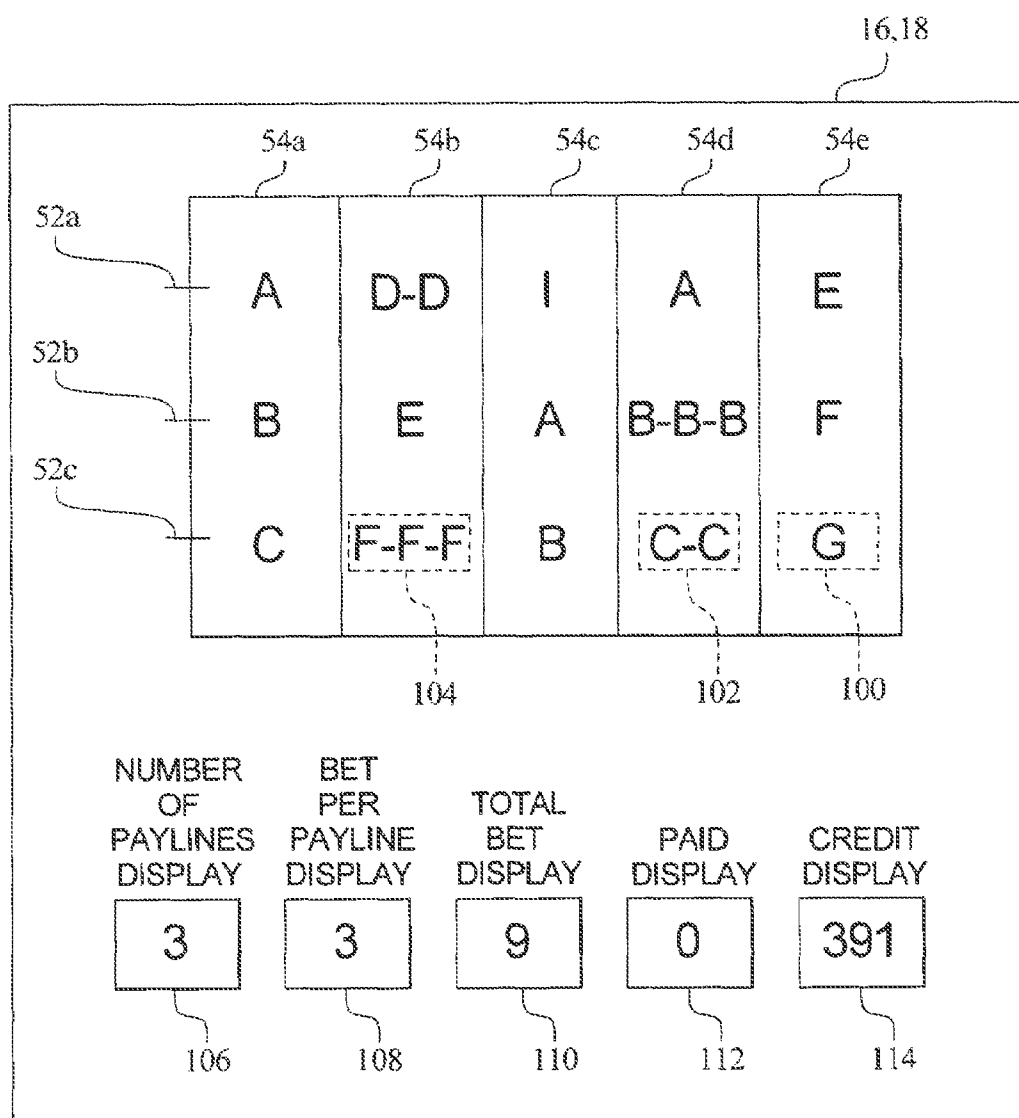 16,18
54a 54b 54c 54d 54e
52a
A D-D I A E
52b
B E A B-B-B F
52c
C F-F-F B C-C G
104 102 100
NUMBER OF PAYLINES DISPLAY
BET PER PAYLINE DISPLAY
TOTAL BET DISPLAY
PAID DISPLAY
CREDIT DISPLAY
3 3 9 0 391
106 108 110 112 114